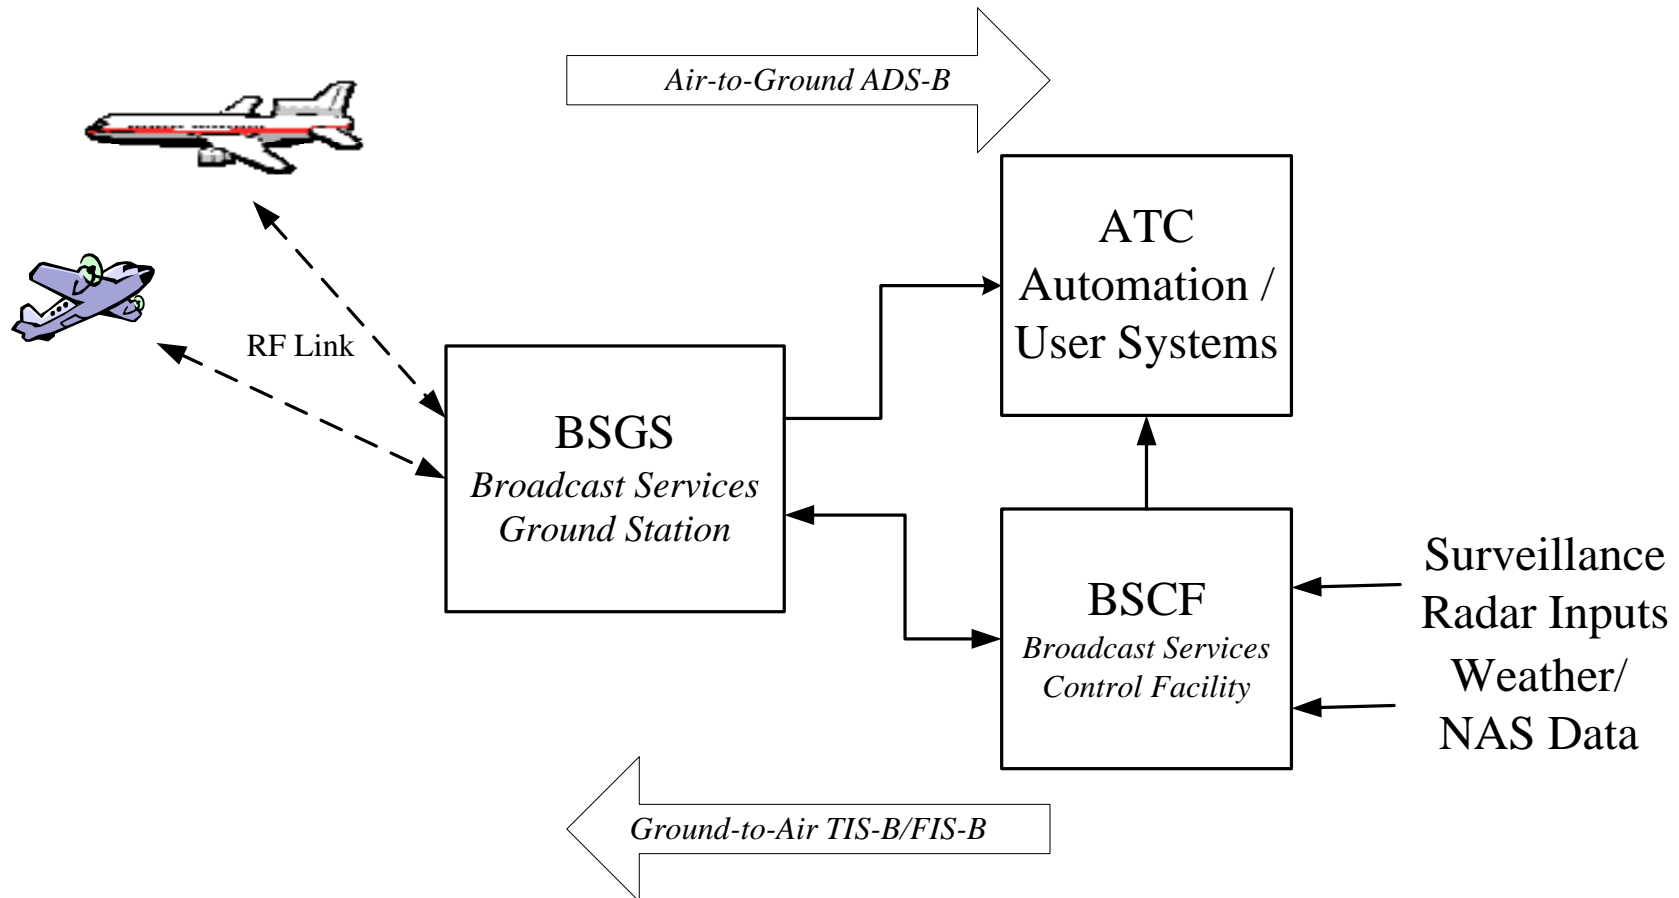 Air-to-Ground ADS-B
ATC
Automation /
User Systems
RF Link
BSGS
Broadcast Services
Ground Station
BSCF
Broadcast Services
Control Facility
Surveillance
Radar Inputs
Weather/
NAS Data
Ground-to-Air TIS-B/FIS-B